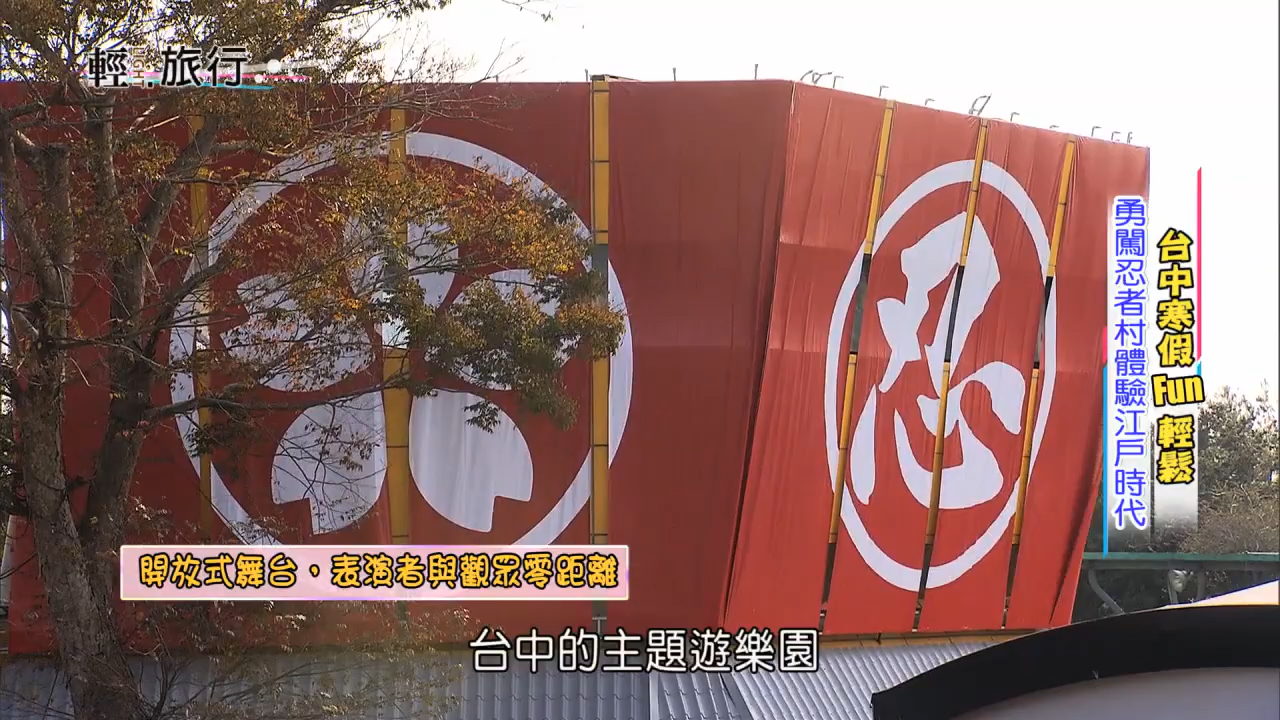 輕旅行
LIGHT
忍
台中寒假Fun輕鬆
勇闖忍者村體驗江戶時代
開放式舞台，表演者與觀眾零距離
台中的主題遊樂園